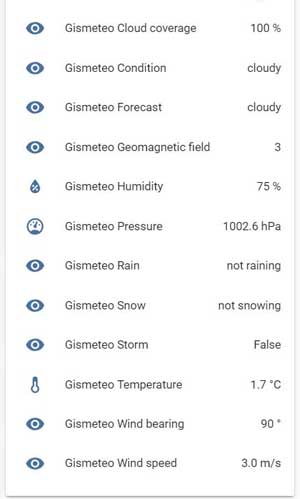 Gismeteo Cloud coverage 100 %
Gismeteo Condition cloudy
Gismeteo Forecast cloudy
Gismeteo Geomagnetic field 3
Gismeteo Humidity 75 %
Gismeteo Pressure 1002.6 hPa
Gismeteo Rain not raining
Gismeteo Snow not snowing
Gismeteo Storm False
Gismeteo Temperature 1.7 °C
Gismeteo Wind bearing 90 °
Gismeteo Wind speed 3.0 m/s